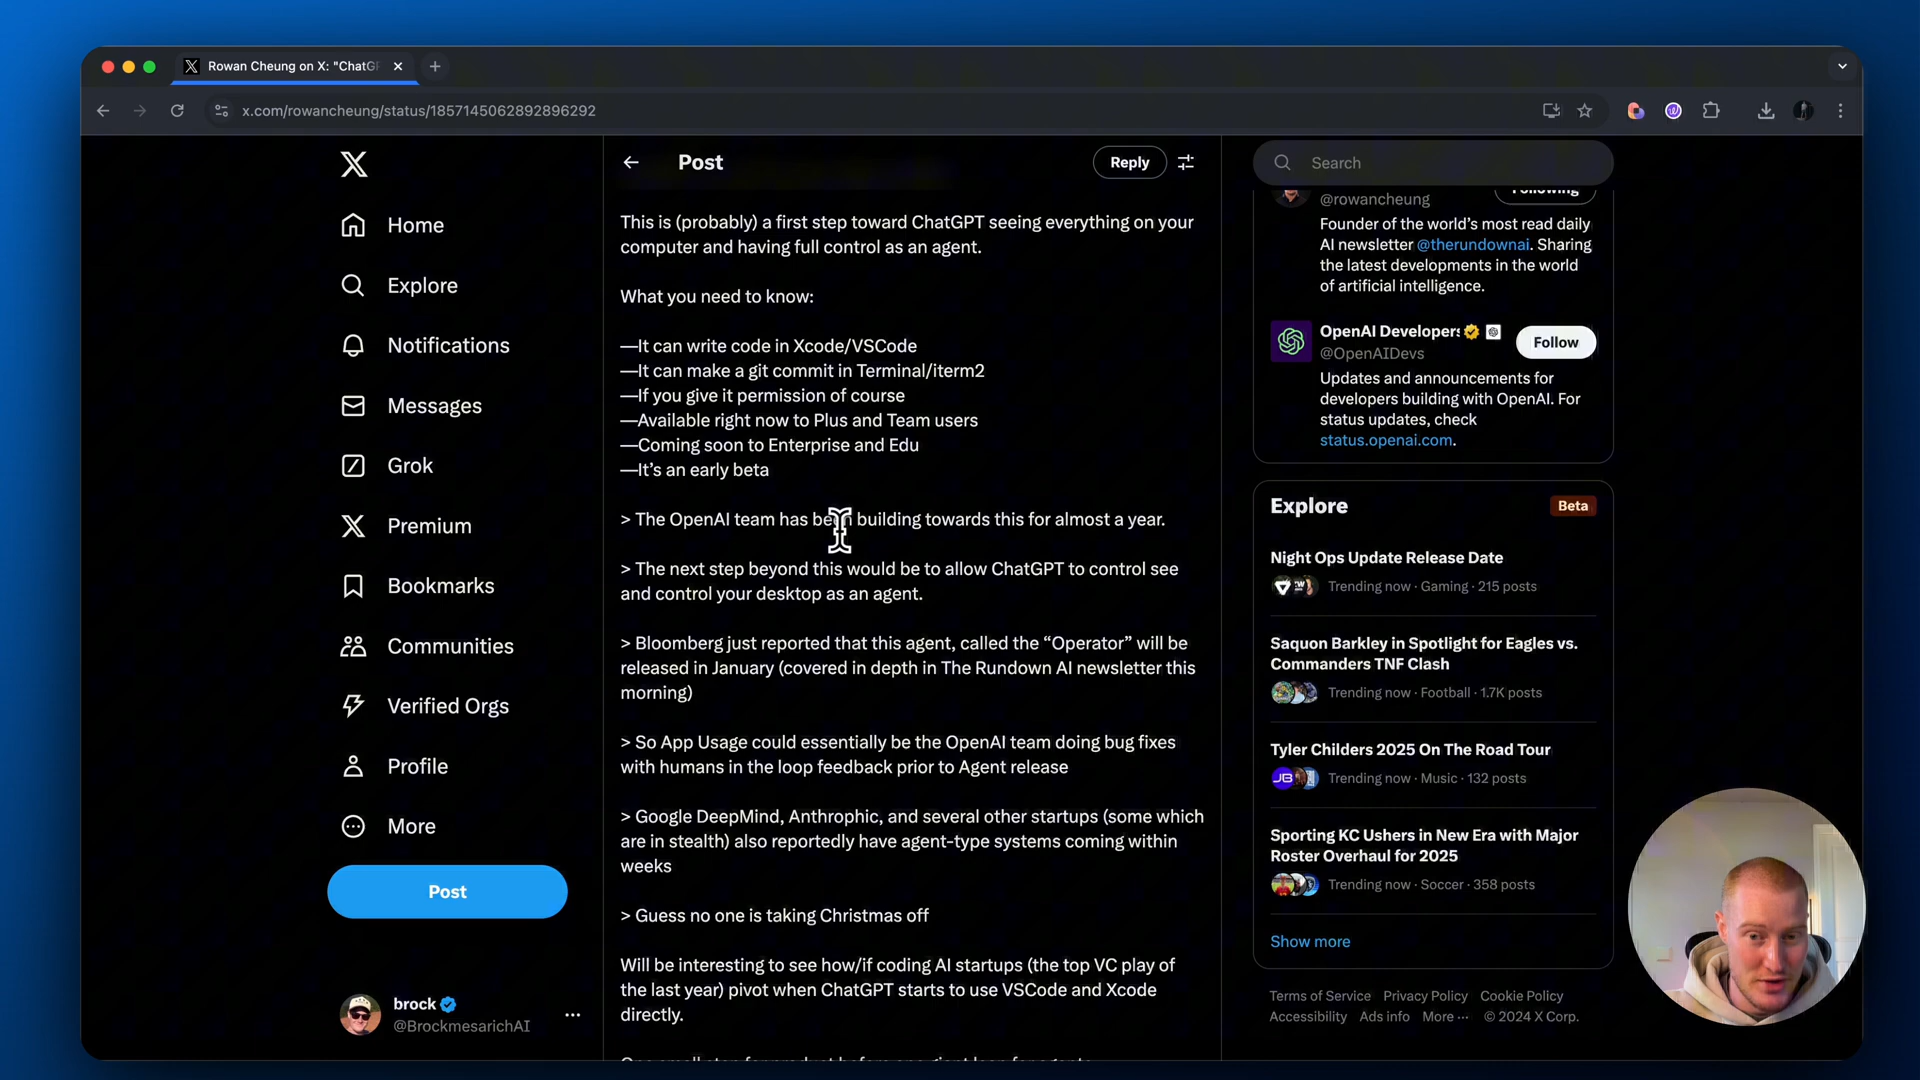 Rowan Cheung on X: "ChatGP
x.com/rowancheung/status/1857145062892896292
Home
Explore
Notifications
Messages
Grok
Premium
Bookmarks
Communities
Verified Orgs
Profile
More
Post
brock
@BrockmesarichAI
Post
Reply
This is (probably) a first step toward ChatGPT seeing everything on your
computer and having full control as an agent.
What you need to know:
—It can write code in Xcode/VSCode
—It can make a git commit in Terminal/iterm2
—If you give it permission of course
—Available right now to Plus and Team users
—Coming soon to Enterprise and Edu
—It's an early beta
> The OpenAI team has been building towards this for almost a year.
> The next step beyond this would be to allow ChatGPT to control see
and control your desktop as an agent.
> Bloomberg just reported that this agent, called the “Operator” will be
released in January (covered in depth in The Rundown AI newsletter this
morning)
> So App Usage could essentially be the OpenAI team doing bug fixes
with humans in the loop feedback prior to Agent release
> Google DeepMind, Anthrophic, and several other startups (some which
are in stealth) also reportedly have agent-type systems coming within
weeks
> Guess no one is taking Christmas off
Will be interesting to see how/if coding AI startups (the top VC play of
the last year) pivot when ChatGPT starts to use VSCode and Xcode
directly.
One small step for product before one giant leap for agents
Search
Following
@rowancheung
Founder of the world's most read daily
AI newsletter @therundownai. Sharing
the latest developments in the world
of artificial intelligence.
OpenAI Developers
Follow
@OpenAIDevs
Updates and announcements for
developers building with OpenAI. For
status updates, check
status.openai.com.
Explore
Beta
Night Ops Update Release Date
Trending now · Gaming · 215 posts
Saquon Barkley in Spotlight for Eagles vs.
Commanders TNF Clash
Trending now · Football · 1.7K posts
Tyler Childers 2025 On The Road Tour
Trending now · Music · 132 posts
Sporting KC Ushers in New Era with Major
Roster Overhaul for 2025
Trending now · Soccer · 358 posts
Show more
Terms of Service Privacy Policy Cookie Policy
Accessibility Ads info More ··· © 2024 X Corp.